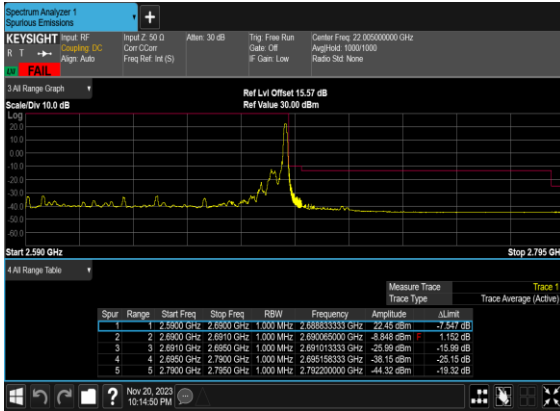 Spectrum Analyzer 1
Spurious Emissions
+
KEYSIGHT Input: RF Input Z: 50 Ω Atten: 30 dB Trig: Free Run Center Freq: 22.005000000 GHz
R T Coupling: DC Corr CCorr Gate: Off Avg|Hold: 1000/1000
Align: Auto Freq Ref: Int (S) IF Gain: Low Radio Std: None
FAIL
3 All Range Graph
Ref Lvl Offset 15.57 dB
Scale/Div 10.0 dB Ref Value 30.00 dBm
Log
20.0
10.0
0.00
-10.0
-20.0
-30.0
-40.0
-50.0
-60.0
Start 2.590 GHz Stop 2.795 GH
4 All Range Table
Measure Trace Trace 1
Trace Type Trace Average (Active)
Spur Range Start Freq Stop Freq RBW Frequency Amplitude ΔLimit
1 1 2.5900 GHz 2.6900 GHz 1.000 MHz 2.688833333 GHz 22.45 dBm -7.547 dB
2 2 2.6900 GHz 2.6910 GHz 1.000 MHz 2.690065000 GHz -8.848 dBm F 1.152 dB
3 3 2.6910 GHz 2.6950 GHz 1.000 MHz 2.691013333 GHz -25.99 dBm -15.99 dB
4 4 2.6950 GHz 2.7900 GHz 1.000 MHz 2.695158333 GHz -38.15 dBm -25.15 dB
5 5 2.7900 GHz 2.7950 GHz 1.000 MHz 2.792200000 GHz -44.32 dBm -19.32 dB
?
Nov 20, 2023
10:14:50 PM